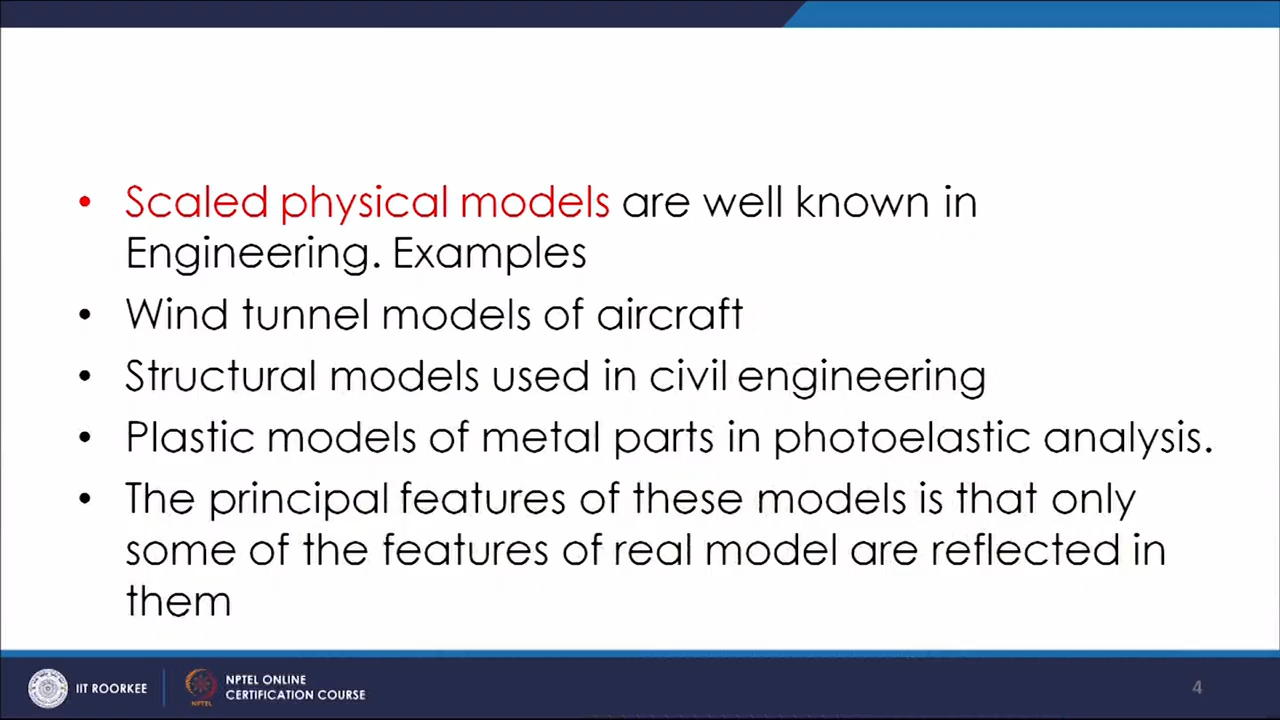 • Scaled physical models are well known in
Engineering. Examples
• Wind tunnel models of aircraft
• Structural models used in civil engineering
• Plastic models of metal parts in photoelastic analysis.
• The principal features of these models is that only
some of the features of real model are reflected in
them
IIT ROORKEE
NPTEL
NPTEL ONLINE
CERTIFICATION COURSE
4